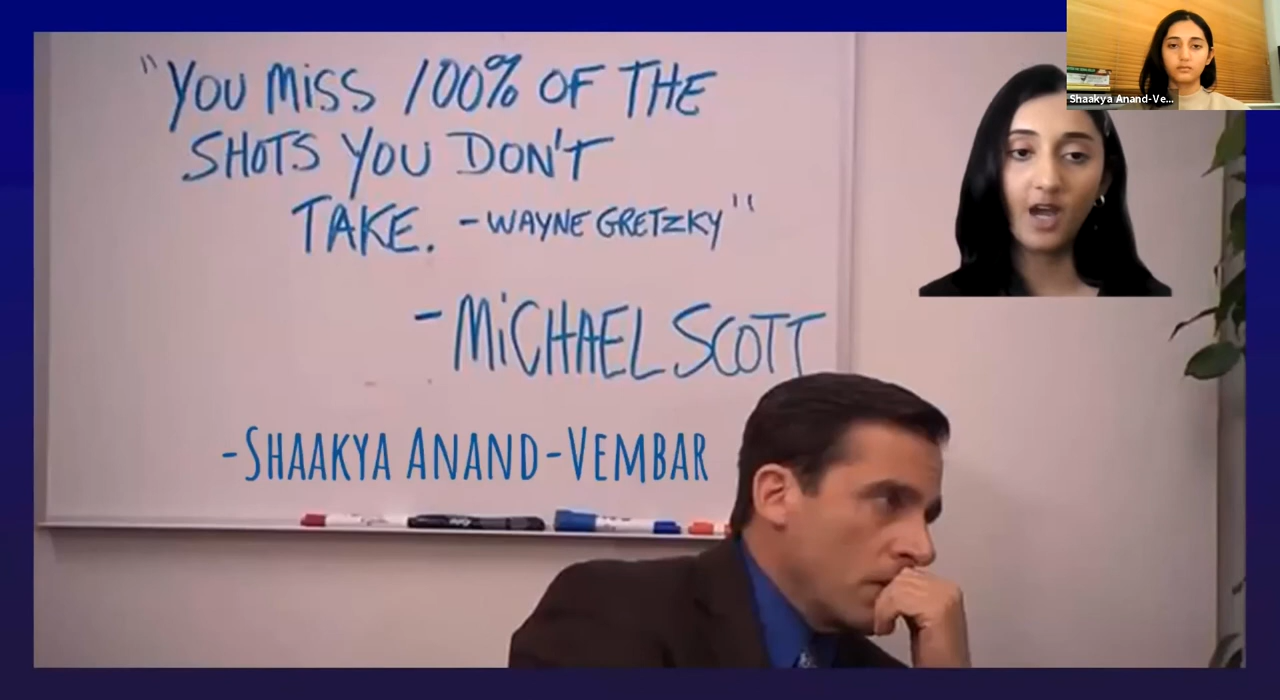 "YOU MiSS 100% OF THE
SHOTS YOU DON'T
TAKE. -WAYNE GRETZKY"
-MiCHAEL SCOTT
-SHAAKYA ANAND-VEMBAR
Shaakya Anand-Ve...